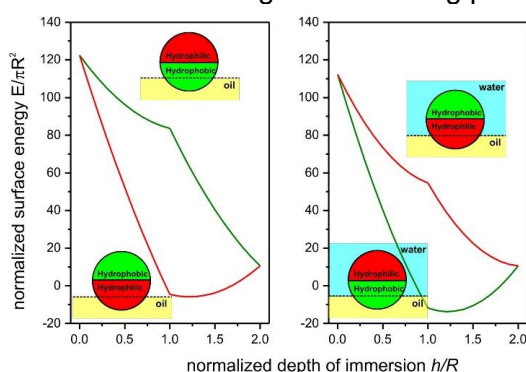 140
120
100
80
60
40
20
0
-20
0.0 0.5 1.0 1.5 2.0
normalized surface energy E/πR²
Hydrophilic
Hydrophobic
oil
Hydrophobic
Hydrophilic
oil
140
120
100
80
60
40
20
0
-20
0.0 0.5 1.0 1.5 2.0
water
Hydrophobic
Hydrophilic
oil
water
Hydrophilic
Hydrophobic
oil
normalized depth of immersion h/R